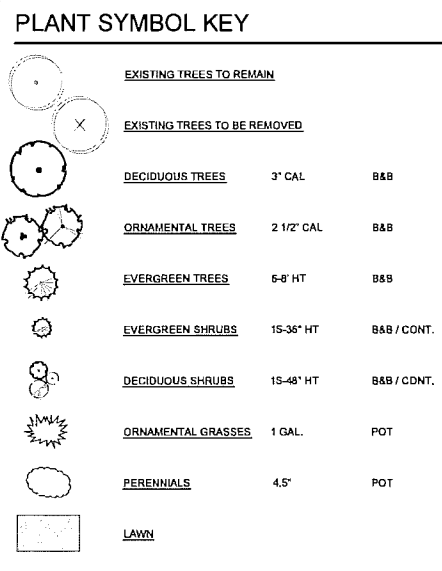 PLANT SYMBOL KEY
EXISTING TREES TO REMAIN
EXISTING TREES TO BE REMOVED
DECIDUOUS TREES 3" CAL B&B
ORNAMENTAL TREES 2 1/2" CAL B&B
EVERGREEN TREES 6-8' HT B&B
EVERGREEN SHRUBS 15-36" HT B&B / CONT.
DECIDUOUS SHRUBS 15-48" HT B&B / CONT.
ORNAMENTAL GRASSES 1 GAL. POT
PERENNIALS 4.5" POT
LAWN